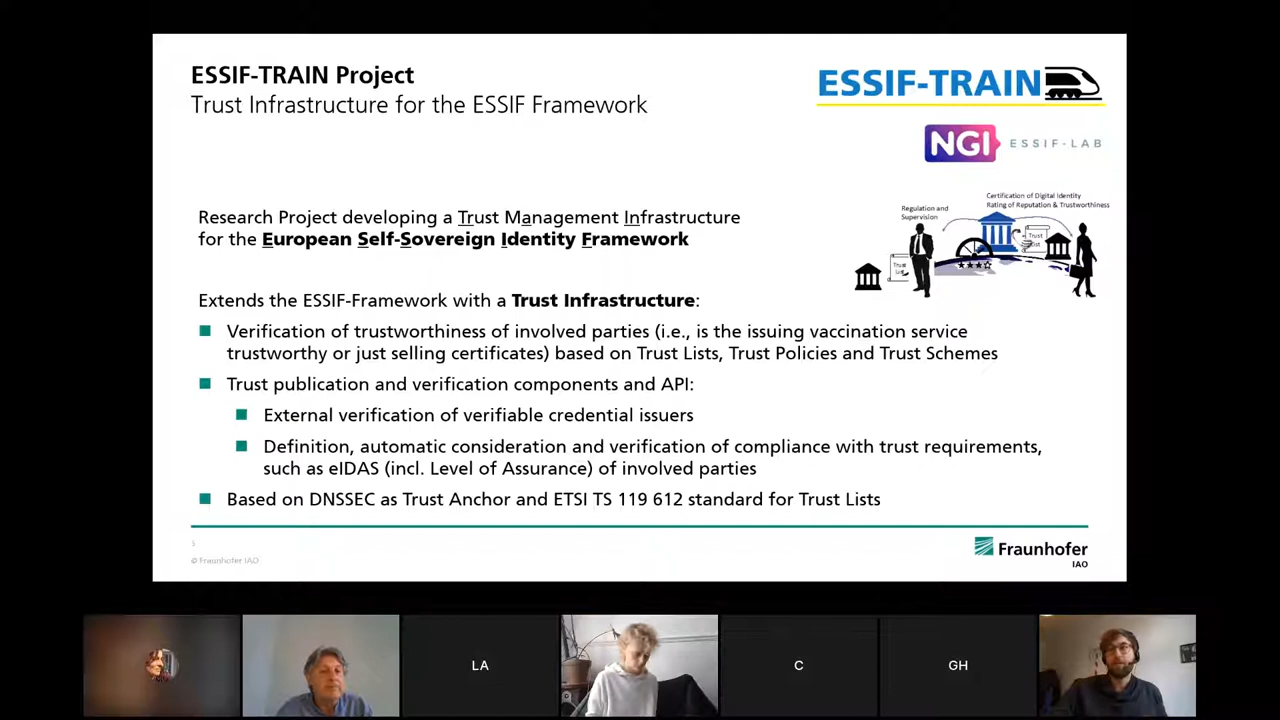 ESSIF-TRAIN Project
Trust Infrastructure for the ESSIF Framework
ESSIF-TRAIN
NGI ESSIF-LAB
Certification of Digital Identity
Rating of Reputation & Trustworthiness
Regulation and
Supervision
Trust
List
Trust
List
Research Project developing a Trust Management Infrastructure
for the European Self-Sovereign Identity Framework
Extends the ESSIF-Framework with a Trust Infrastructure:
Verification of trustworthiness of involved parties (i.e., is the issuing vaccination service
trustworthy or just selling certificates) based on Trust Lists, Trust Policies and Trust Schemes
Trust publication and verification components and API:
External verification of verifiable credential issuers
Definition, automatic consideration and verification of compliance with trust requirements,
such as eIDAS (incl. Level of Assurance) of involved parties
Based on DNSSEC as Trust Anchor and ETSI TS 119 612 standard for Trust Lists
5
© Fraunhofer IAO
Fraunhofer
IAO
LA
C
GH